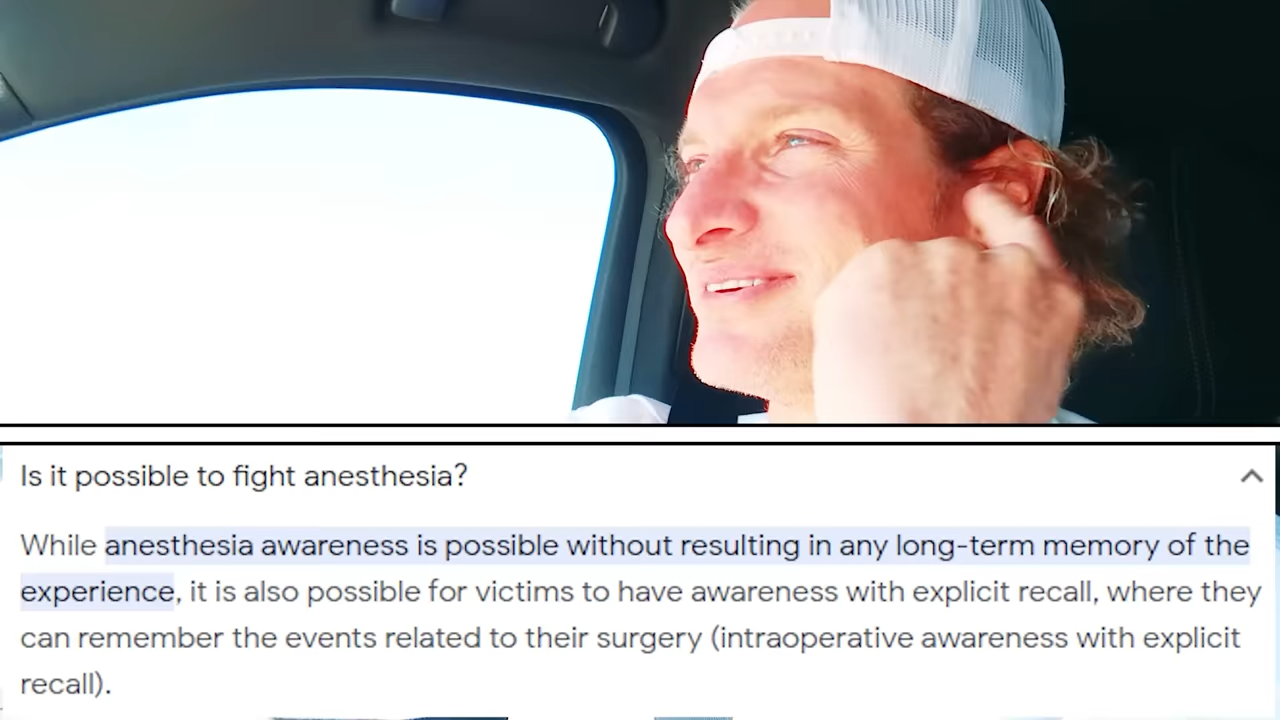 Is it possible to fight anesthesia?
While anesthesia awareness is possible without resulting in any long-term memory of the
experience, it is also possible for victims to have awareness with explicit recall, where they
can remember the events related to their surgery (intraoperative awareness with explicit
recall).